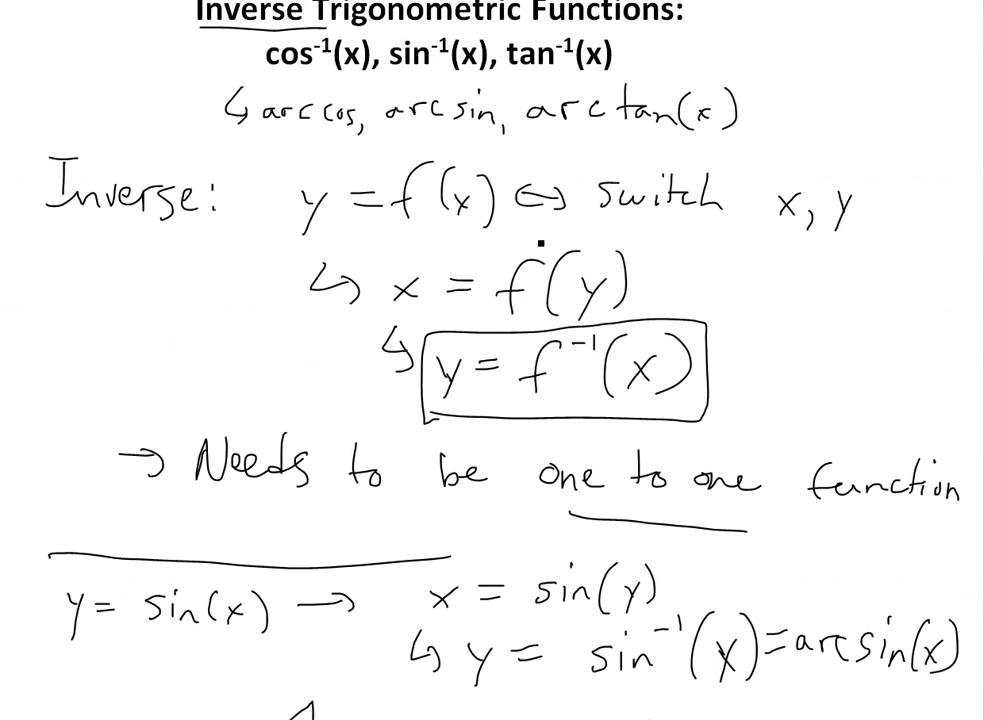 Inverse Trigonometric Functions:
cos⁻¹(x), sin⁻¹(x), tan⁻¹(x)
↳ arccos, arcsin, arctan(x)
Inverse: y = f(x) ↔ switch x, y
↳ x = f(y)
↳ y = f⁻¹(x)
→ Needs to be one to one function
y = sin(x) → x = sin(y)
↳ y = sin⁻¹(x) = arcsin(x)